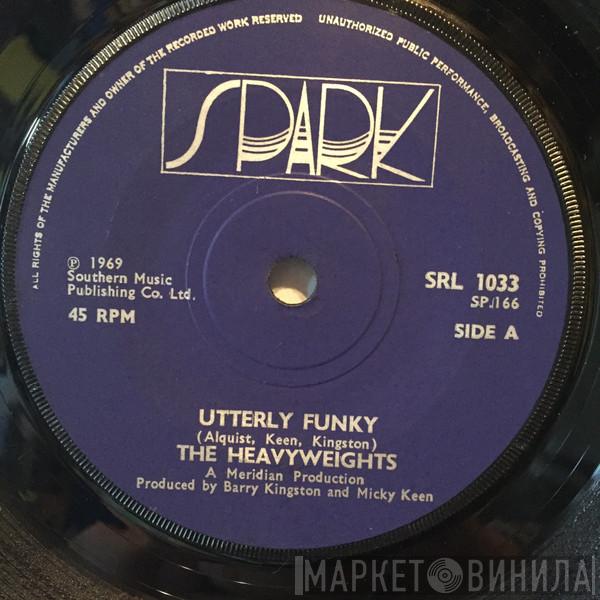 ALL RIGHTS OF THE MANUFACTURERS AND OWNER OF THE RECORDED WORK RESERVED UNAUTHORIZED PUBLIC PERFORMANCE, BROADCASTING AND COPYING PROHIBITED
SPARK
℗ 1969
Southern Music
Publishing Co. Ltd.
45 RPM
SRL 1033
SP.166
SIDE A
UTTERLY FUNKY
(Alquist, Keen, Kingston)
THE HEAVYWEIGHTS
A Meridian Production
Produced by Barry Kingston and Micky Keen
МАРКЕТ ВИНИЛА